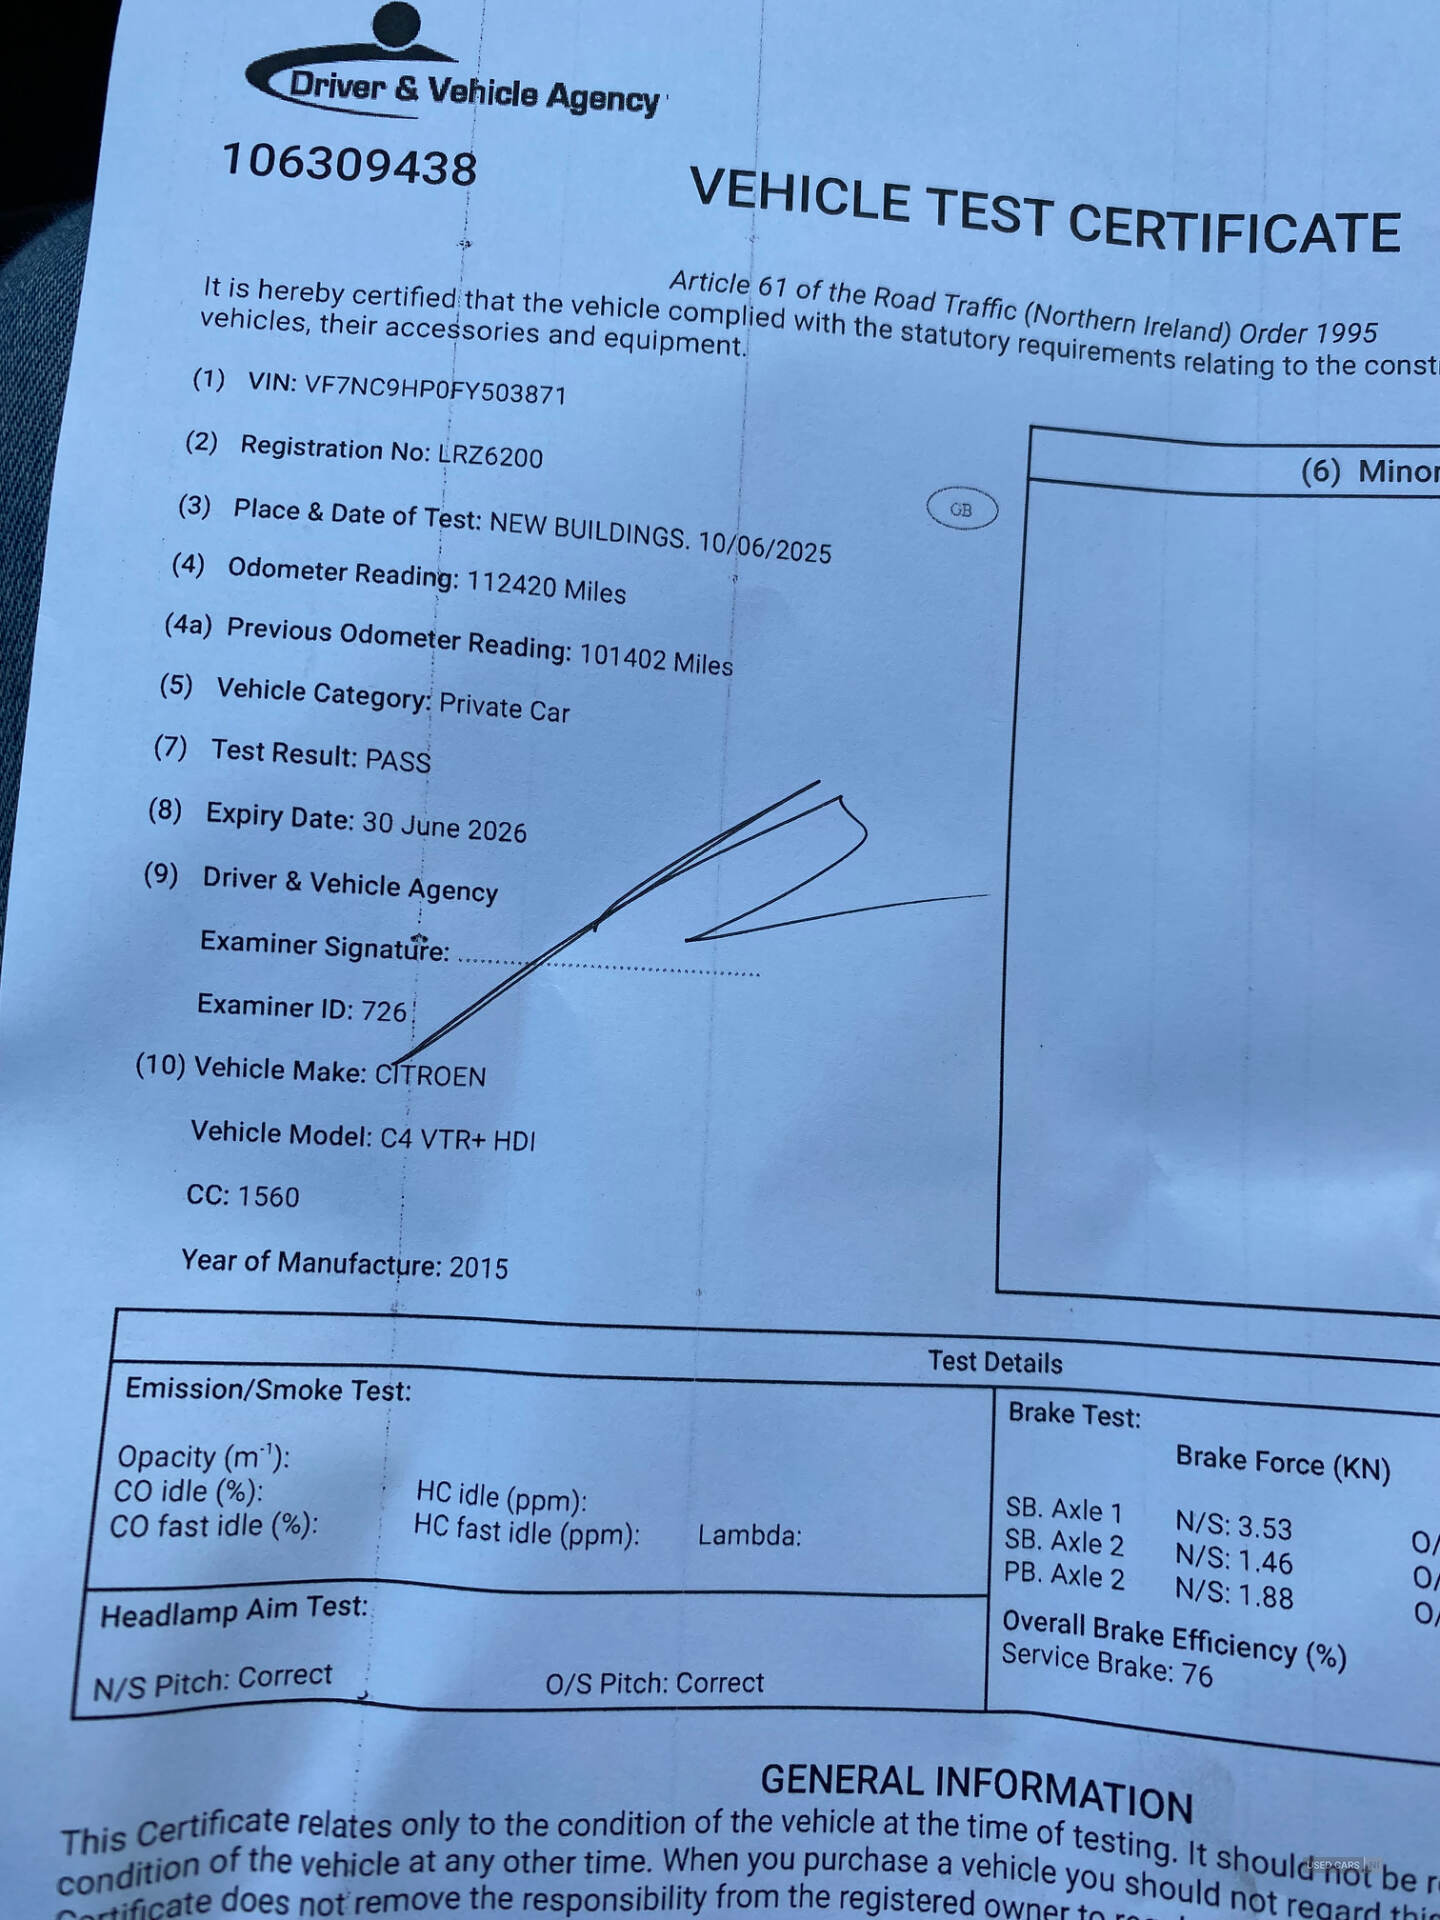 Driver & Vehicle Agency
106309438
VEHICLE TEST CERTIFICATE
Article 61 of the Road Traffic (Northern Ireland) Order 1995
It is hereby certified that the vehicle complied with the statutory requirements relating to the
vehicles, their accessories and equipment.
(1) VIN: VF7NC9HP0FY503871
(2) Registration No: LRZ6200
(3) Place & Date of Test: NEW BUILDINGS. 10/06/2025
GB
(4) Odometer Reading: 112420 Miles
(4a) Previous Odometer Reading: 101402 Miles
(5) Vehicle Category: Private Car
(6) Minor
(7) Test Result: PASS
(8) Expiry Date: 30 June 2026
(9) Driver & Vehicle Agency
Examiner Signature:
Examiner ID: 726
(10) Vehicle Make: CITROEN
Vehicle Model: C4 VTR+ HDI
CC: 1560
Year of Manufacture: 2015
Test Details
Emission/Smoke Test:
Opacity (m⁻¹):
CO idle (%):
HC idle (ppm):
CO fast idle (%):
HC fast idle (ppm):
Lambda:
Headlamp Aim Test:
N/S Pitch: Correct
O/S Pitch: Correct
Brake Test:
Brake Force (KN)
SB. Axle 1 N/S: 3.53 O/
SB. Axle 2 N/S: 1.46 O/
PB. Axle 2 N/S: 1.88 O/
Overall Brake Efficiency (%)
Service Brake: 76
GENERAL INFORMATION
This Certificate relates only to the condition of the vehicle at the time of testing. It should not be
condition of the vehicle at any other time. When you purchase a vehicle you should not regard this
Certificate does not remove the responsibility from the registered owner to
USED CARS NI